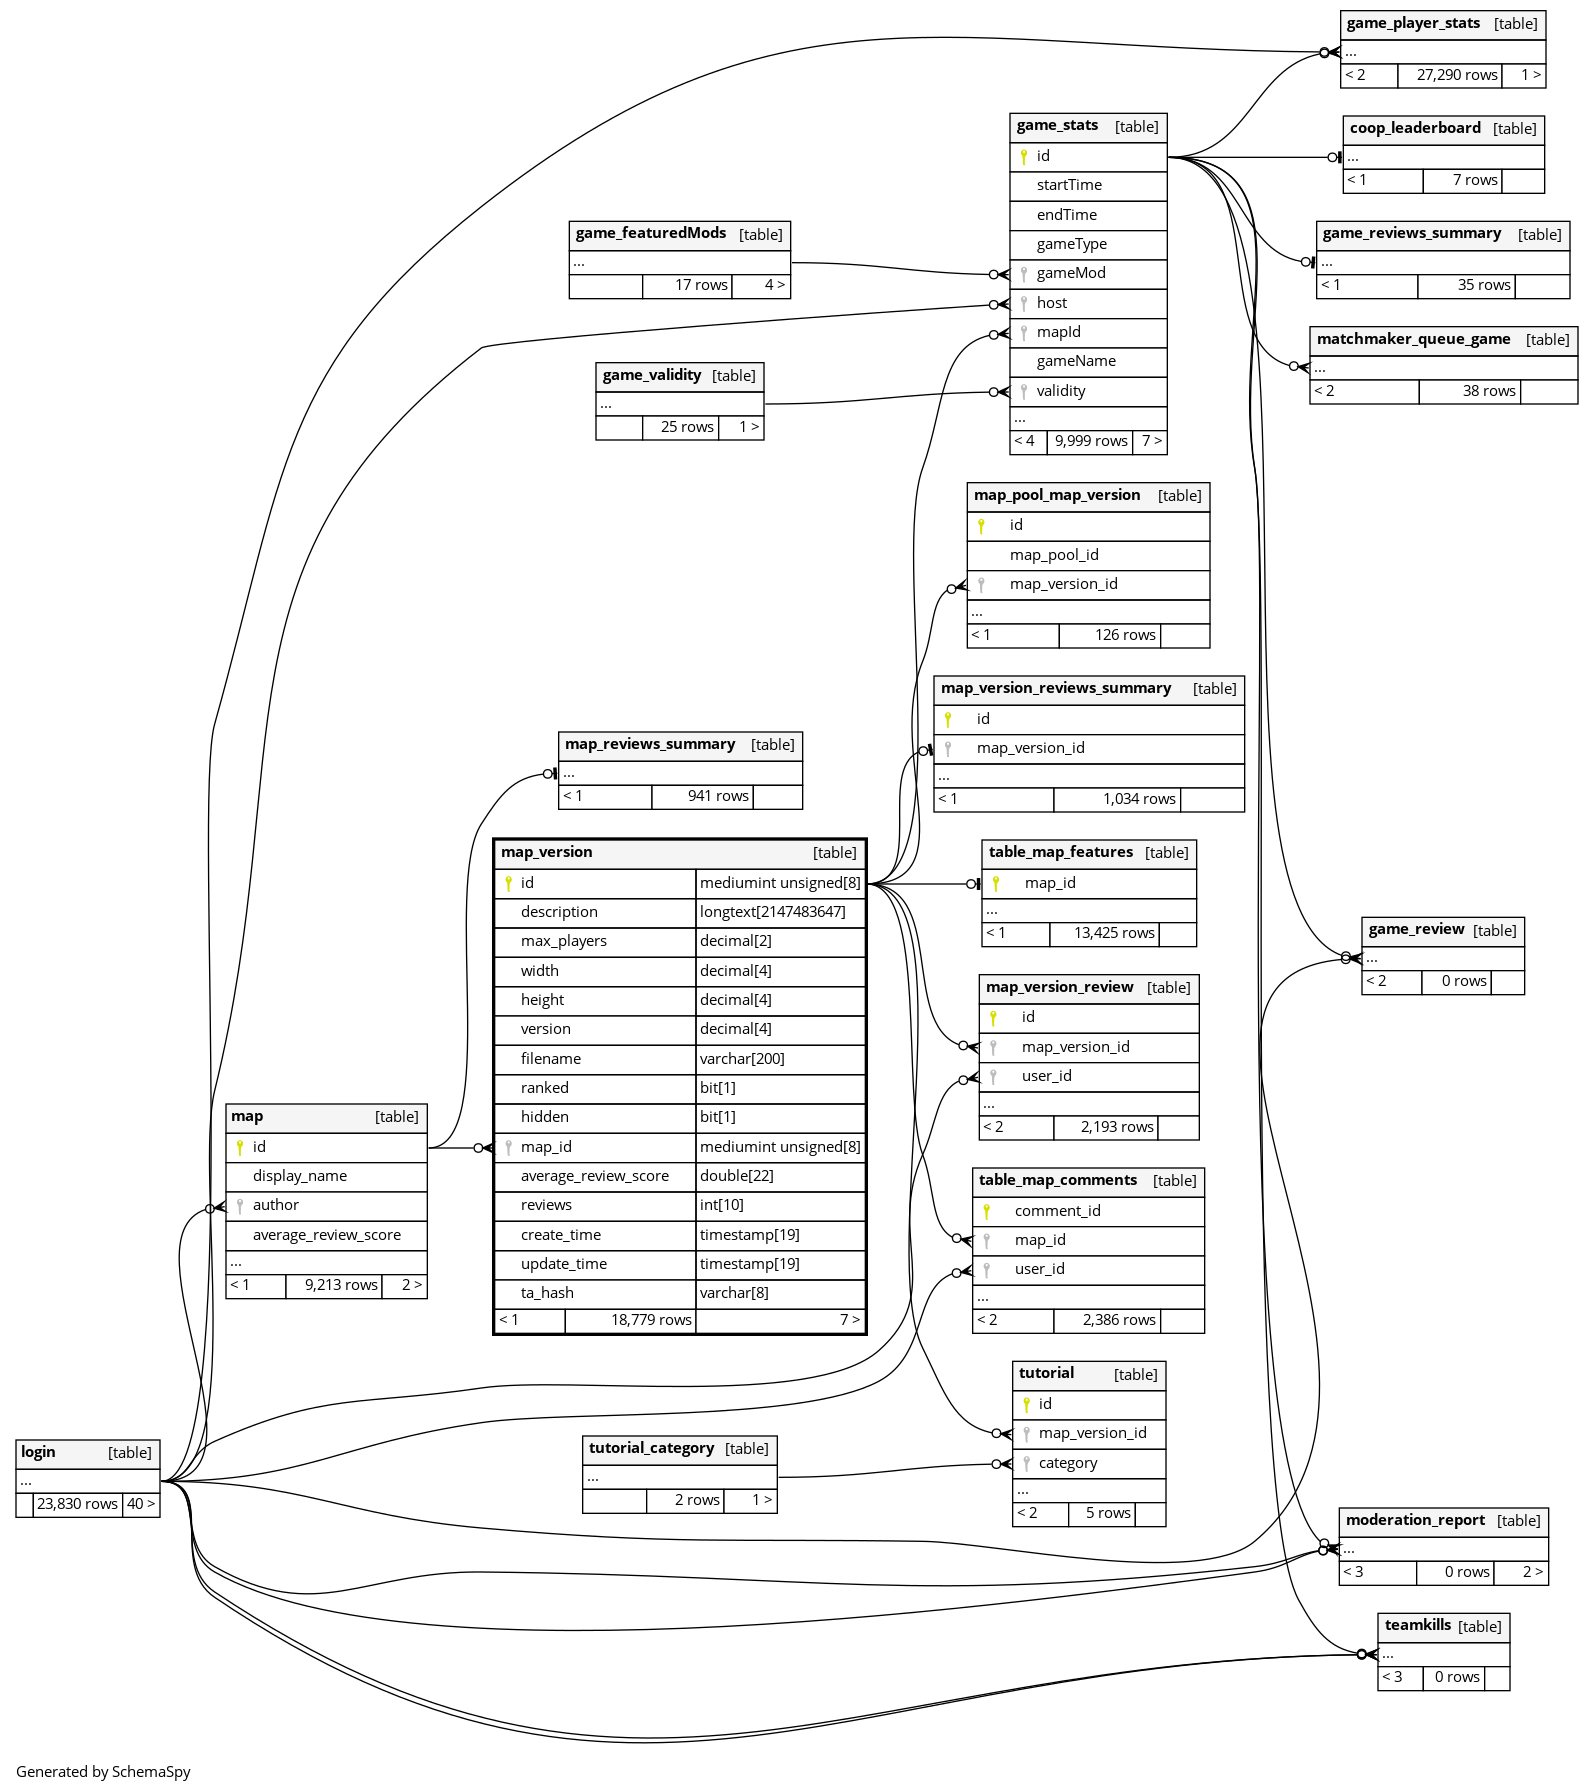 game_player_stats [table]
...
< 2 27,290 rows 1 >
game_stats [table]
id
startTime
endTime
gameType
gameMod
host
mapId
gameName
validity
...
< 4 9,999 rows 7 >
coop_leaderboard [table]
...
< 1 7 rows
game_featuredMods [table]
...
17 rows 4 >
game_reviews_summary [table]
...
< 1 35 rows
matchmaker_queue_game [table]
...
< 2 38 rows
game_validity [table]
...
25 rows 1 >
map_pool_map_version [table]
id
map_pool_id
map_version_id
...
< 1 126 rows
map_version_reviews_summary [table]
id
map_version_id
...
< 1 1,034 rows
map_reviews_summary [table]
...
< 1 941 rows
map_version [table]
id mediumint unsigned[8]
description longtext[2147483647]
max_players decimal[2]
width decimal[4]
height decimal[4]
version decimal[4]
filename varchar[200]
ranked bit[1]
hidden bit[1]
map_id mediumint unsigned[8]
average_review_score double[22]
reviews int[10]
create_time timestamp[19]
update_time timestamp[19]
ta_hash varchar[8]
< 1 18,779 rows 7 >
table_map_features [table]
map_id
...
< 1 13,425 rows
game_review [table]
...
< 2 0 rows
map_version_review [table]
id
map_version_id
user_id
...
< 2 2,193 rows
map [table]
id
display_name
author
average_review_score
...
< 1 9,213 rows 2 >
table_map_comments [table]
comment_id
map_id
user_id
...
< 2 2,386 rows
tutorial [table]
id
map_version_id
category
...
< 2 5 rows
login [table]
...
23,830 rows 40 >
tutorial_category [table]
...
2 rows 1 >
moderation_report [table]
...
< 3 0 rows 2 >
teamkills [table]
...
< 3 0 rows
Generated by SchemaSpy